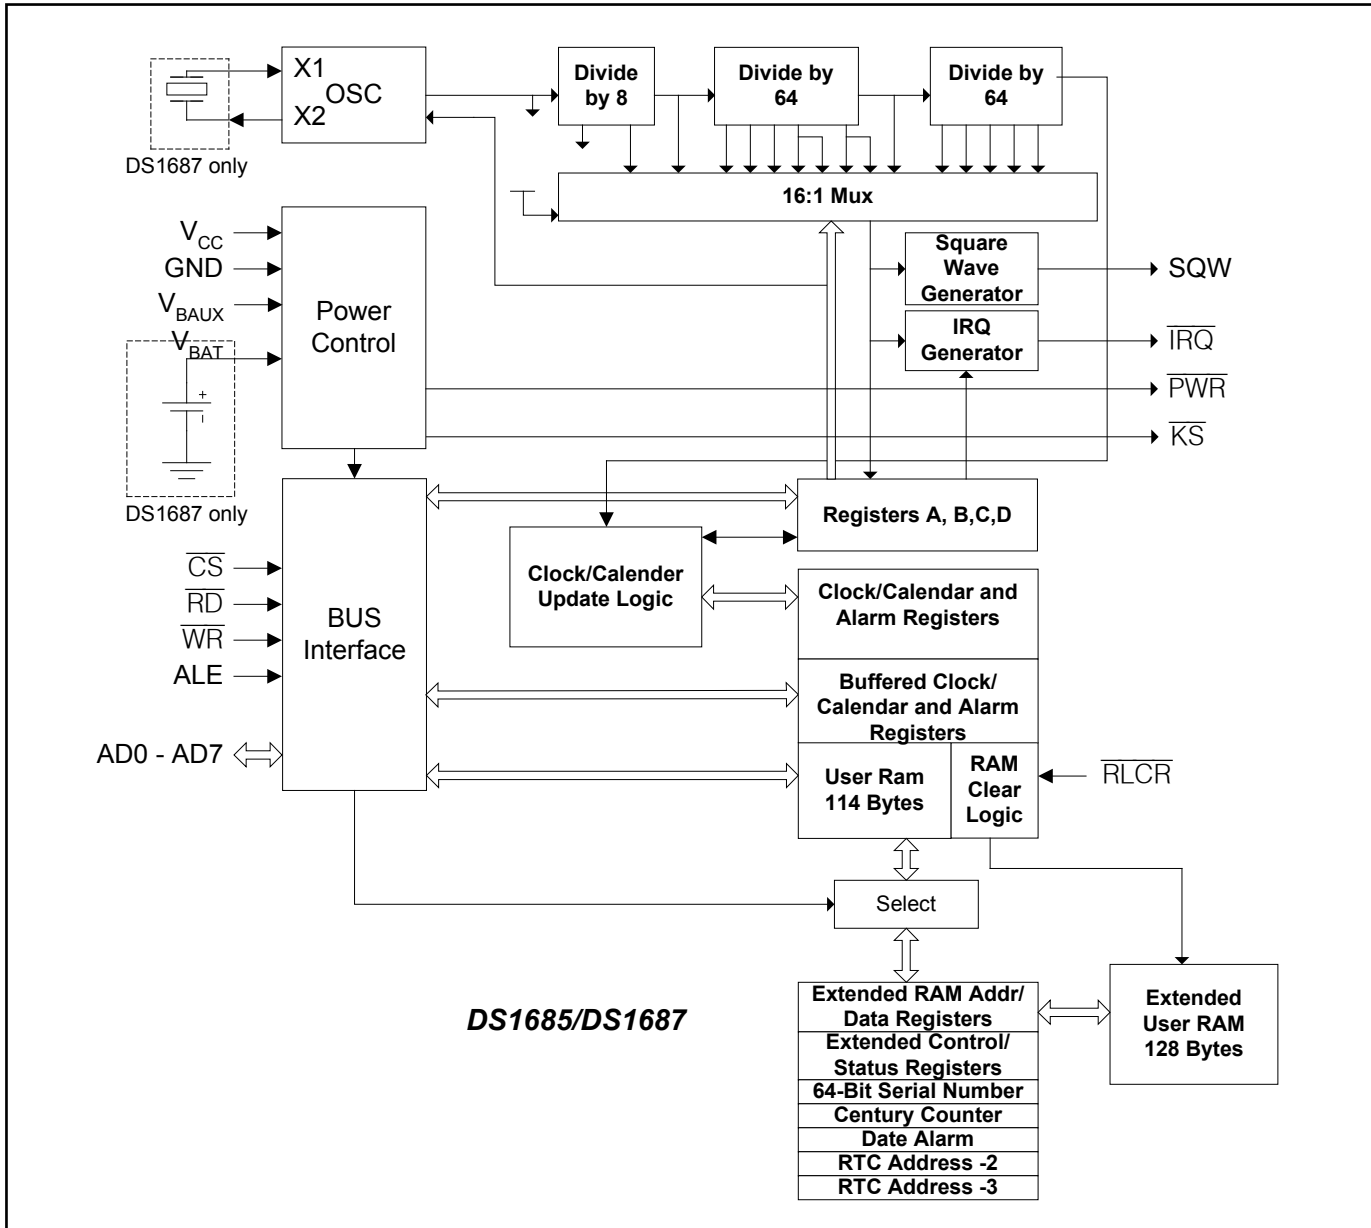 X1
OSC
X2
DS1687 only
Divide
by 8
Divide by
64
Divide by
64
16:1 Mux
VCC
GND
VBAUX
VBAT
Power
Control
Square
Wave
Generator
IRQ
Generator
SQW
IRQ
PWR
KS
+
DS1687 only
CS
RD
WR
ALE
AD0 - AD7
BUS
Interface
Clock/Calender
Update Logic
Registers A, B,C,D
Clock/Calendar and
Alarm Registers
Buffered Clock/
Calendar and Alarm
Registers
User Ram
114 Bytes
RAM
Clear
Logic
RLCR
Select
DS1685/DS1687
Extended RAM Addr/
Data Registers
Extended Control/
Status Registers
64-Bit Serial Number
Century Counter
Date Alarm
RTC Address -2
RTC Address -3
Extended
User RAM
128 Bytes